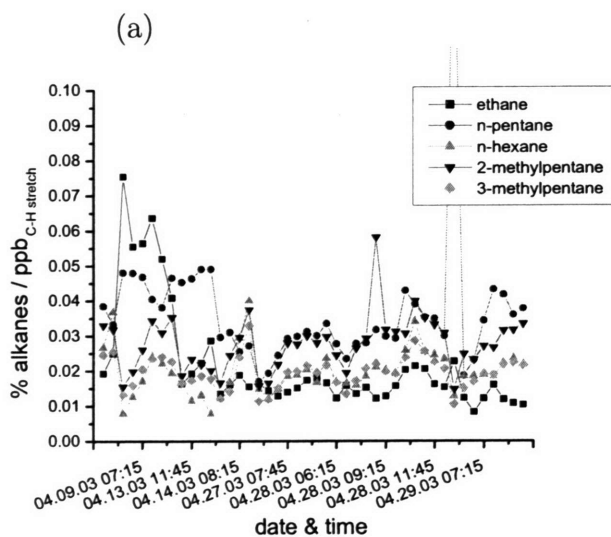 (a)
0.10
0.09
0.08
0.07
0.06
0.05
0.04
0.03
0.02
0.01
0.00
% alkanes / ppb C-H stretch
ethane
n-pentane
n-hexane
2-methylpentane
3-methylpentane
04.09.03 07:15
04.13.03 11:45
04.14.03 08:15
04.27.03 07:45
04.28.03 06:15
04.28.03 09:15
04.28.03 11:45
04.29.03 07:15
date & time